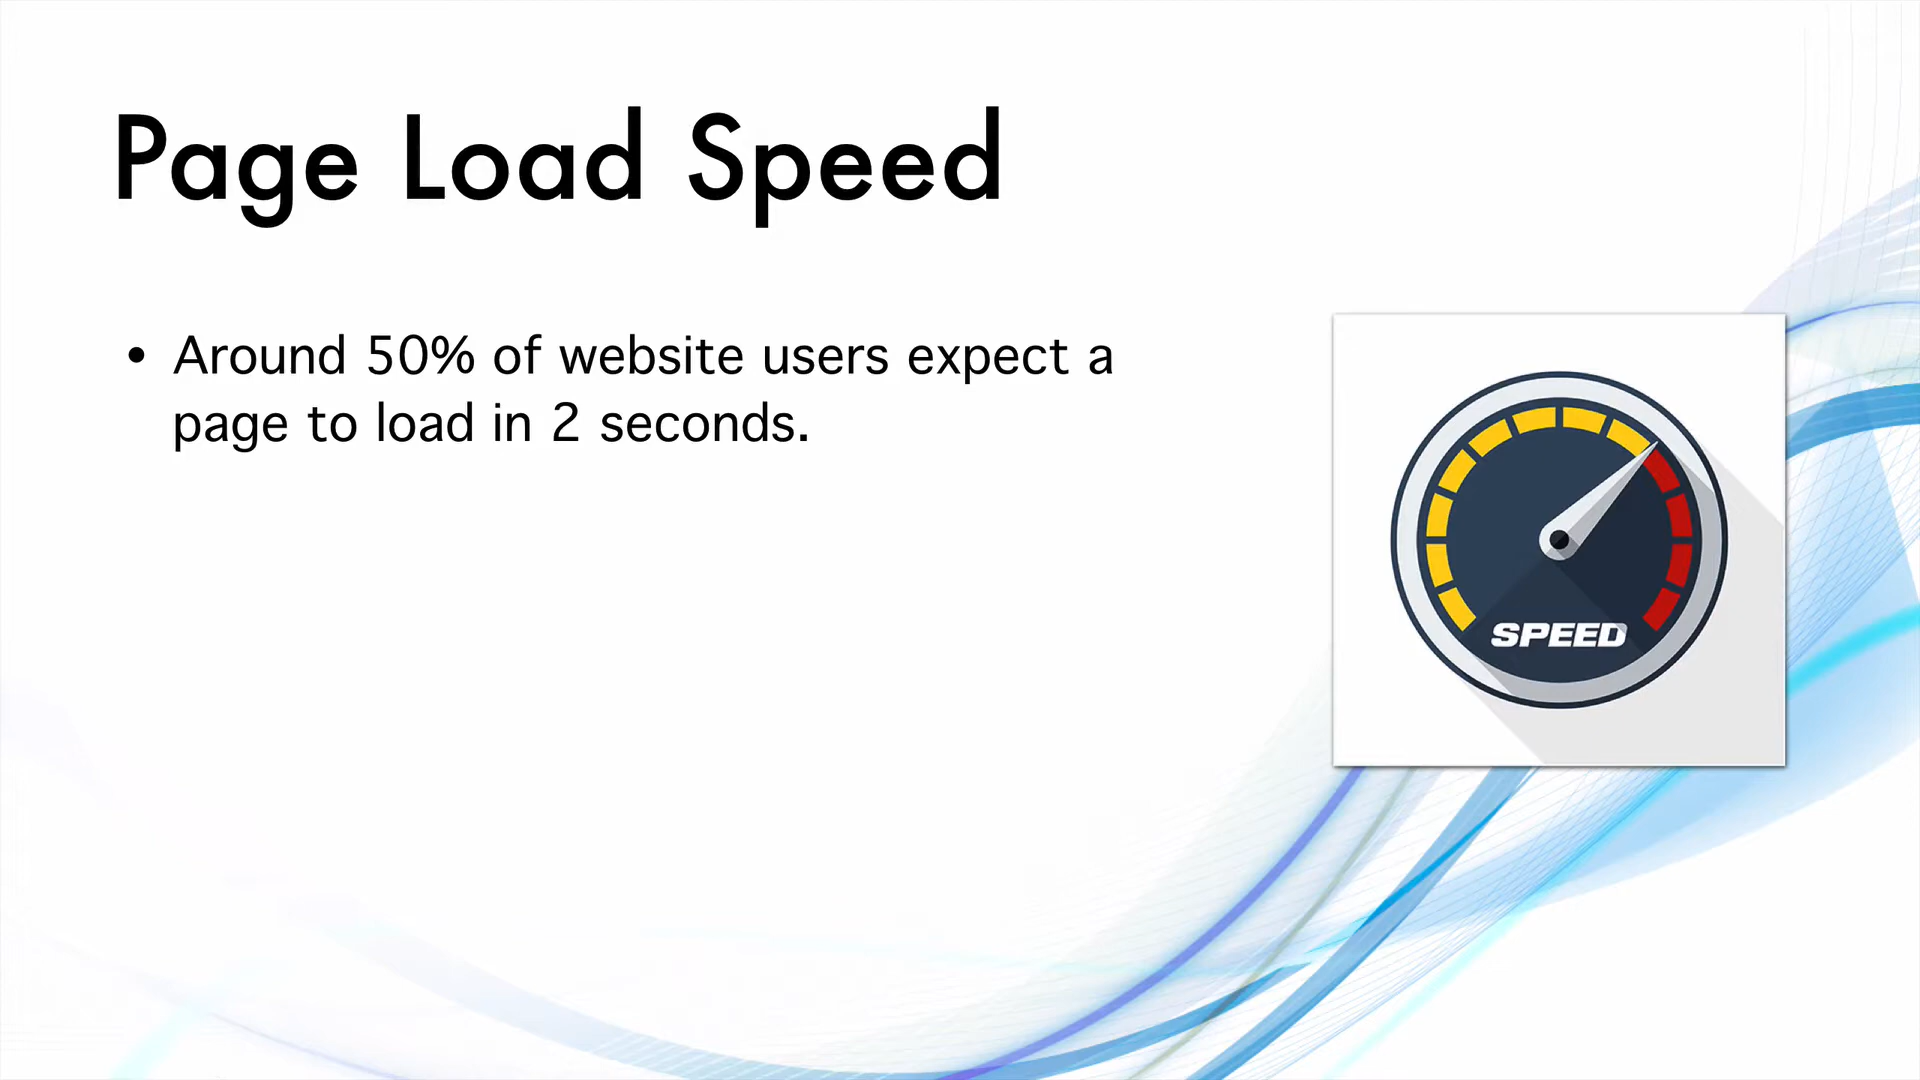 Page Load Speed
• Around 50% of website users expect a
page to load in 2 seconds.
SPEED